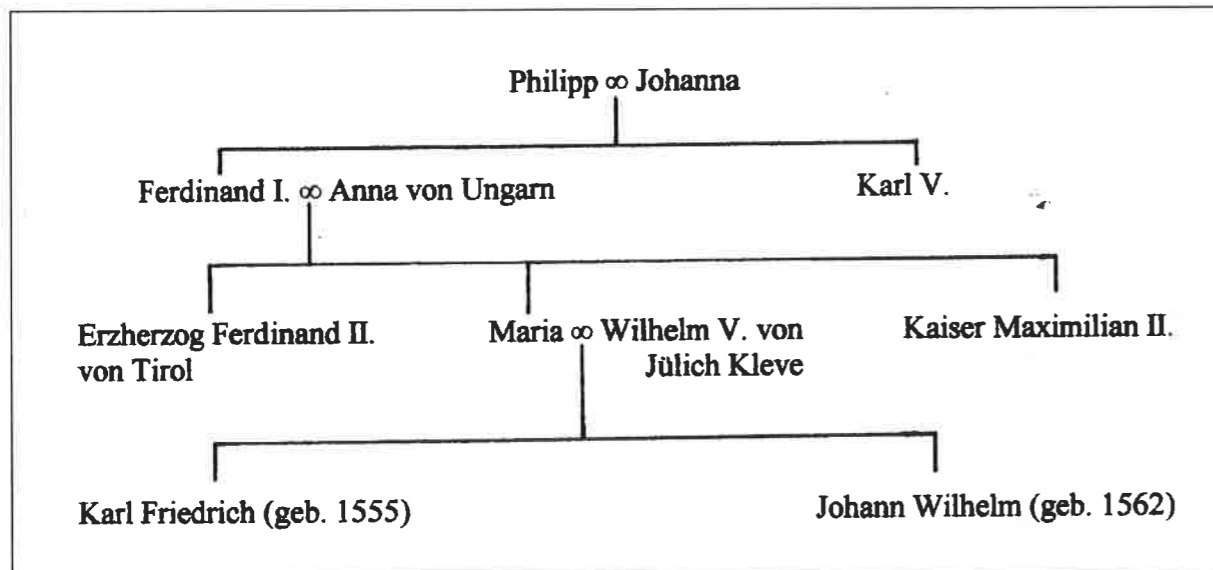 Philipp ∞ Johanna
Ferdinand I. ∞ Anna von Ungarn
Karl V.
Erzherzog Ferdinand II.
von Tirol
Maria ∞ Wilhelm V. von
Jülich Kleve
Kaiser Maximilian II.
Karl Friedrich (geb. 1555)
Johann Wilhelm (geb. 1562)